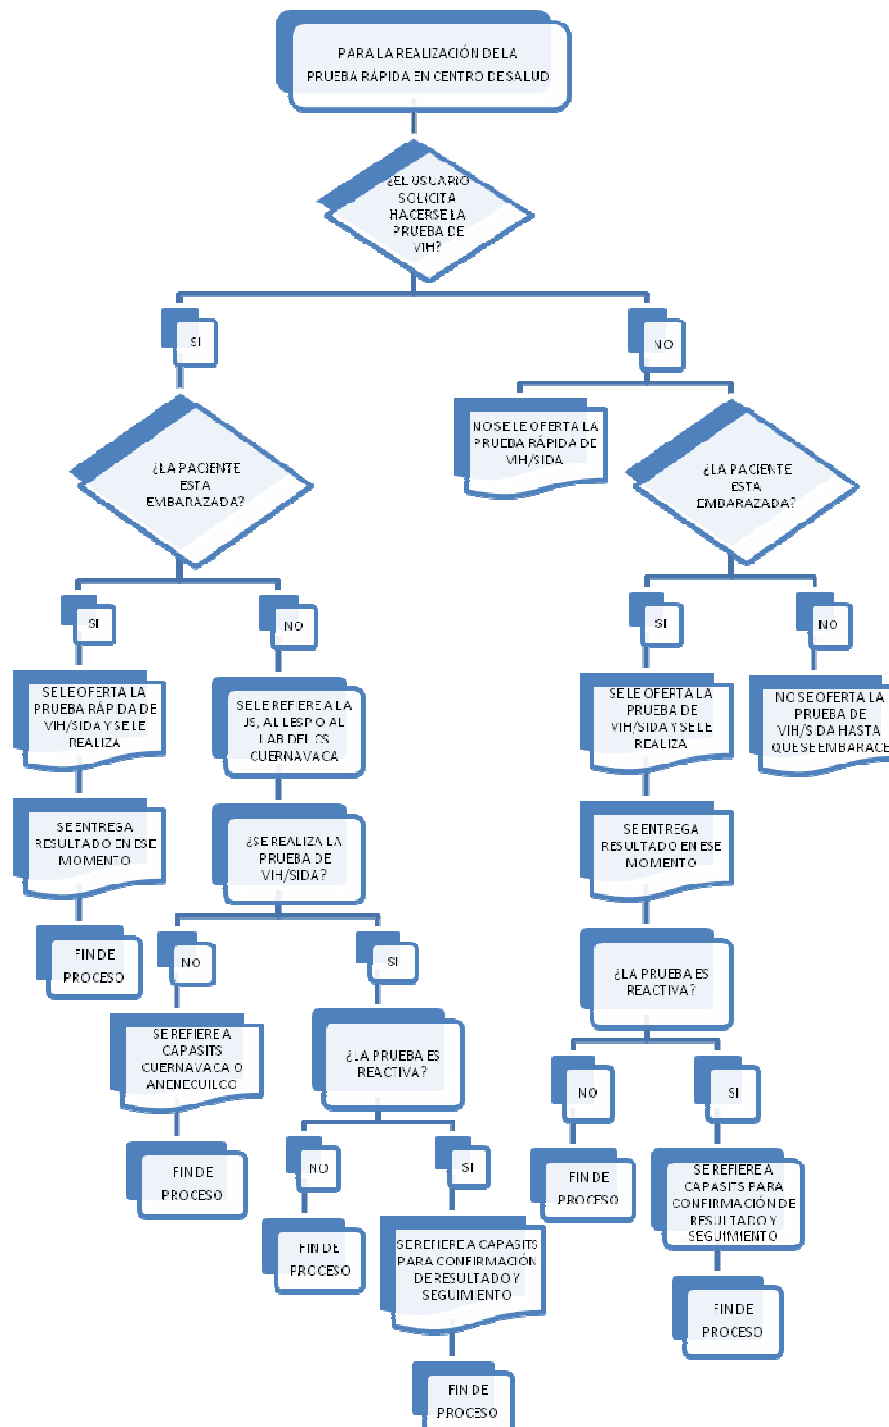 PARA LA REALIZACIÓN DE LA
PRUEBA RÁPIDA EN CENTRO DE SALUD
¿EL USUARIO
SOLICITA
HACERSE LA
PRUEBA DE
VIH?
SI
NO
NO SE LE OFERTA LA
PRUEBA RÁPIDA DE
VIH/SIDA
¿LA PACIENTE
ESTA
EMBARAZADA?
¿LA PACIENTE
ESTA
EMBARAZADA?
SI
NO
SI
NO
SE LE OFERTA LA
PRUEBA RÁPIDA DE
VIH/SIDA Y SE LE
REALIZA
SE LE REFIERE A LA
JS, AL LESP O AL
LAB DEL CS
CUERNAVACA
SE LE OFERTA LA
PRUEBA DE
VIH/SIDA Y SE LE
REALIZA
NO SE OFERTA LA
PRUEBA DE
VIH/SIDA HASTA
QUE SE EMBARACE
SE ENTREGA
RESULTADO EN ESE
MOMENTO
¿SE REALIZA LA
PRUEBA DE
VIH/SIDA?
SE ENTREGA
RESULTADO EN ESE
MOMENTO
FIN DE
PROCESO
NO
SI
¿LA PRUEBA ES
REACTIVA?
SE REFIERE A
CAPASITS
CUERNAVACA O
ANENECUILCO
¿LA PRUEBA ES
REACTIVA?
NO
SI
FIN DE
PROCESO
NO
SI
FIN DE
PROCESO
SE REFIERE A
CAPASITS PARA
CONFIRMACIÓN DE
RESULTADO Y
SEGUIMIENTO
FIN DE
PROCESO
SE REFIERE A CAPASITS
PARA CONFIRMACIÓN
DE RESULTADO Y
SEGUIMIENTO
FIN DE
PROCESO
FIN DE
PROCESO